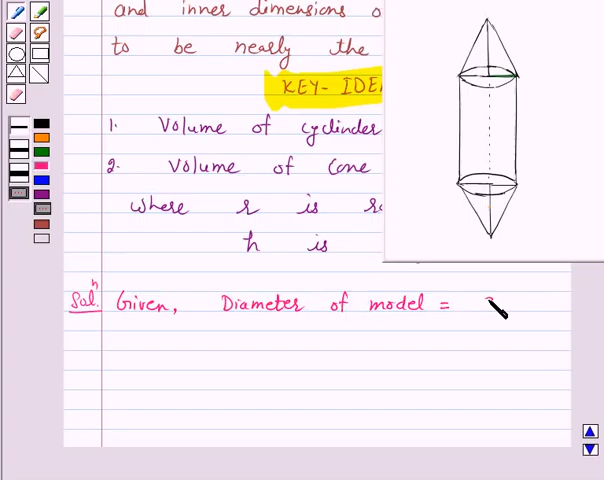 and inner dimensions o
to be nearly the
KEY- IDE
1. Volume of cylinder
2. Volume of Cone
where r is
h is
Solⁿ. Given, Diameter of model =